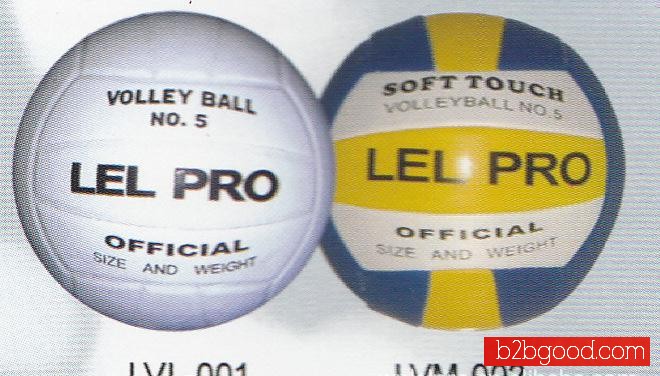 VOLLEY BALL
NO. 5
LEL PRO
OFFICIAL
SIZE AND WEIGHT
SOFT TOUCH
VOLLEYBALL NO.5
LEL PRO
OFFICIAL
SIZE AND WEIGHT
b2bgood.com